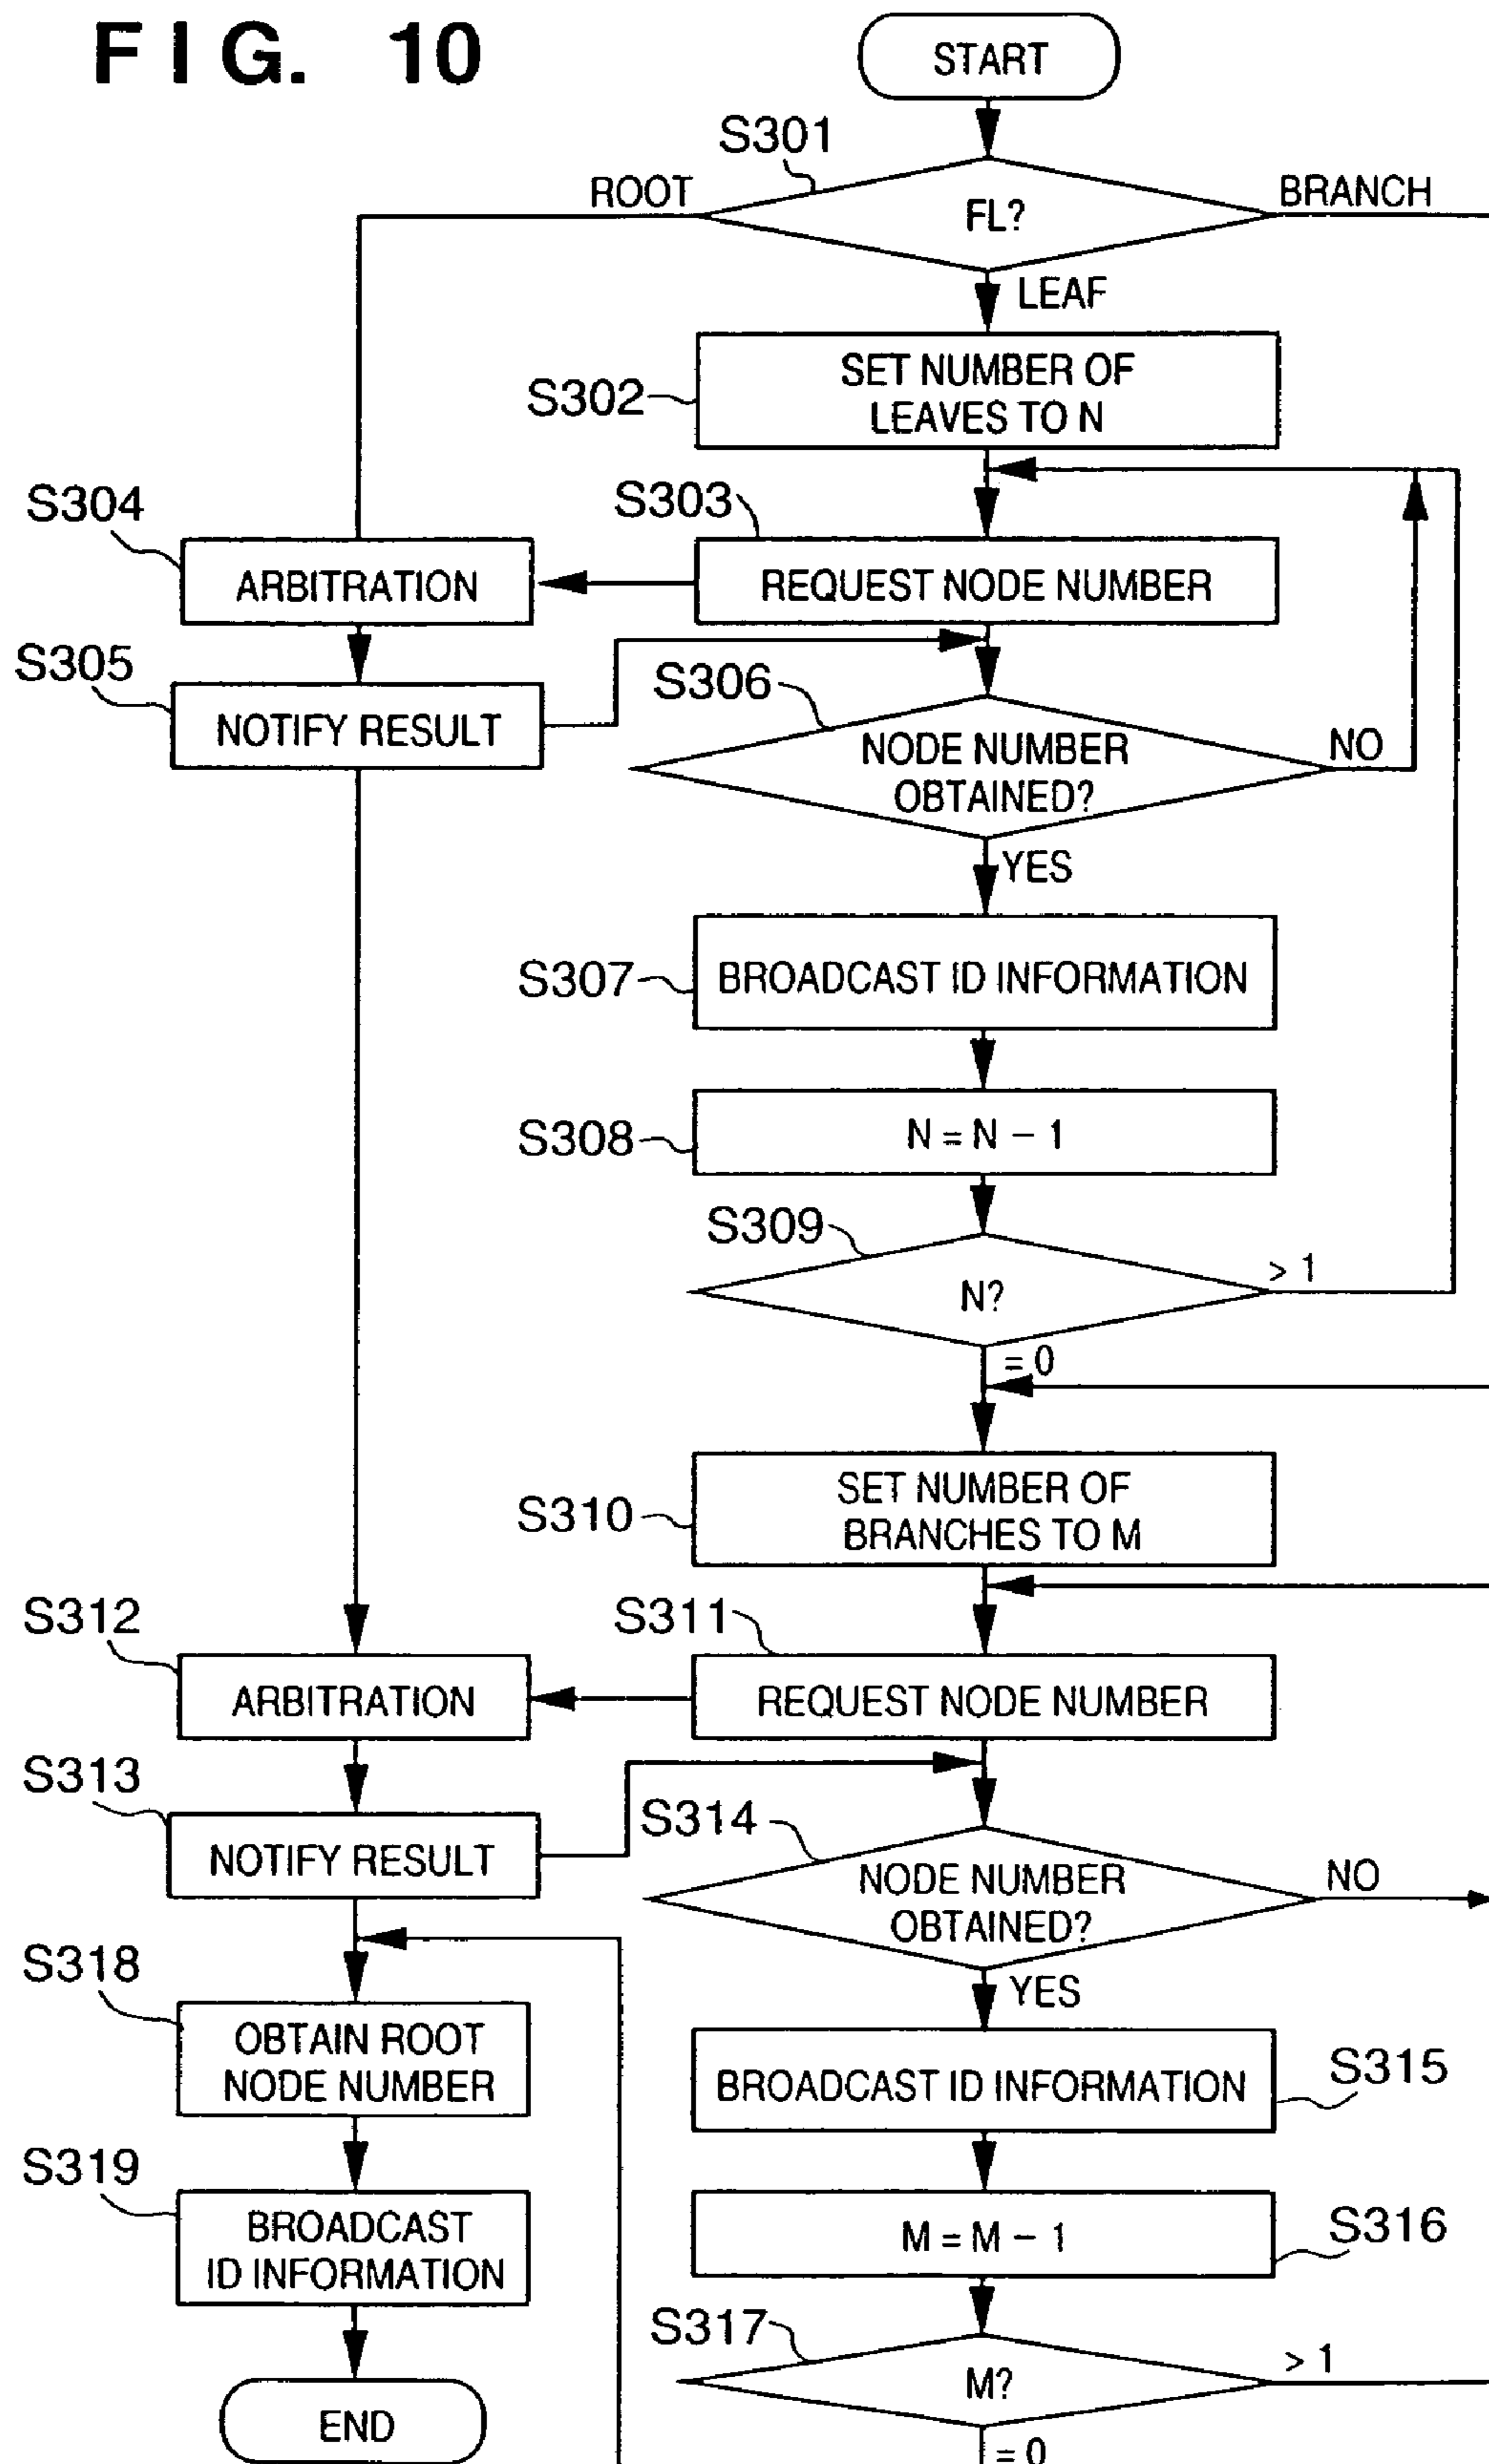 FIG. 10
START
S301
ROOT
BRANCH
FL?
LEAF
S302
SET NUMBER OF
LEAVES TO N
S304
S303
ARBITRATION
REQUEST NODE NUMBER
S305
S306
NOTIFY RESULT
NODE NUMBER
OBTAINED?
NO
YES
S307
BROADCAST ID INFORMATION
S308
N = N − 1
S309
N?
> 1
= 0
S310
SET NUMBER OF
BRANCHES TO M
S312
S311
ARBITRATION
REQUEST NODE NUMBER
S313
S314
NOTIFY RESULT
NODE NUMBER
OBTAINED?
NO
YES
S318
OBTAIN ROOT
NODE NUMBER
BROADCAST ID INFORMATION
S315
S319
BROADCAST
ID INFORMATION
M = M − 1
S316
S317
M?
> 1
END
= 0